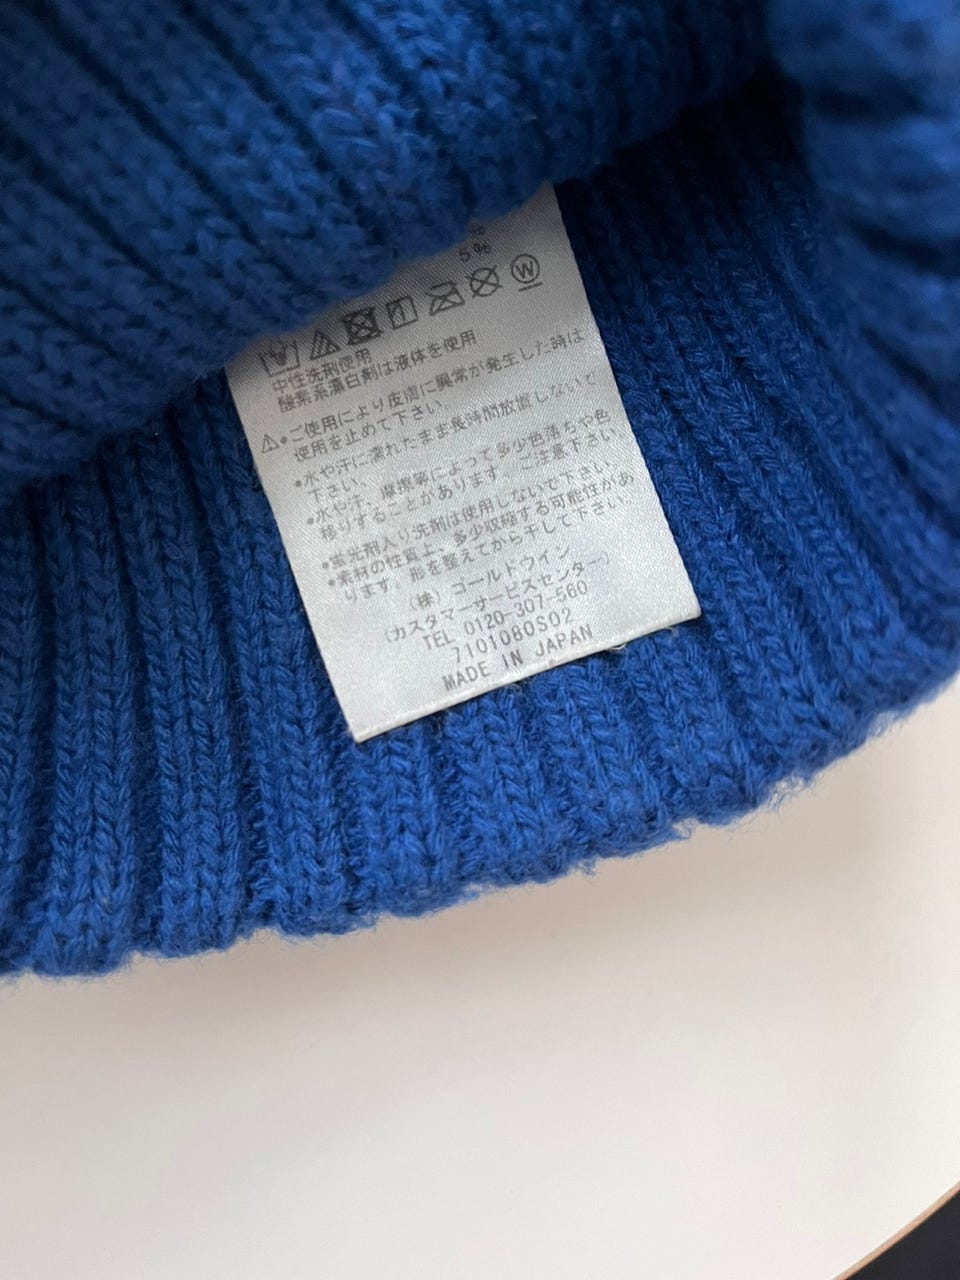 %
5%
W
中性洗剤使用
酸素系漂白剤は液体を使用
⚠●ご使用により皮膚に異常が発生した時は
使用を止めて下さい。
●水や汗に濡れたまま長時間放置しないで
下さい。
●水や汗、摩擦等によって多少色落ちや色
移りすることがあります。ご注意下さい。
●蛍光剤入り洗剤は使用しないで下さい。
●素材の性質上、多少収縮する可能性があ
ります。形を整えてから干して下さい。
(株)ゴールドウイン
(カスタマーサービスセンター)
TEL 0120-307-560
7101080S02
MADE IN JAPAN